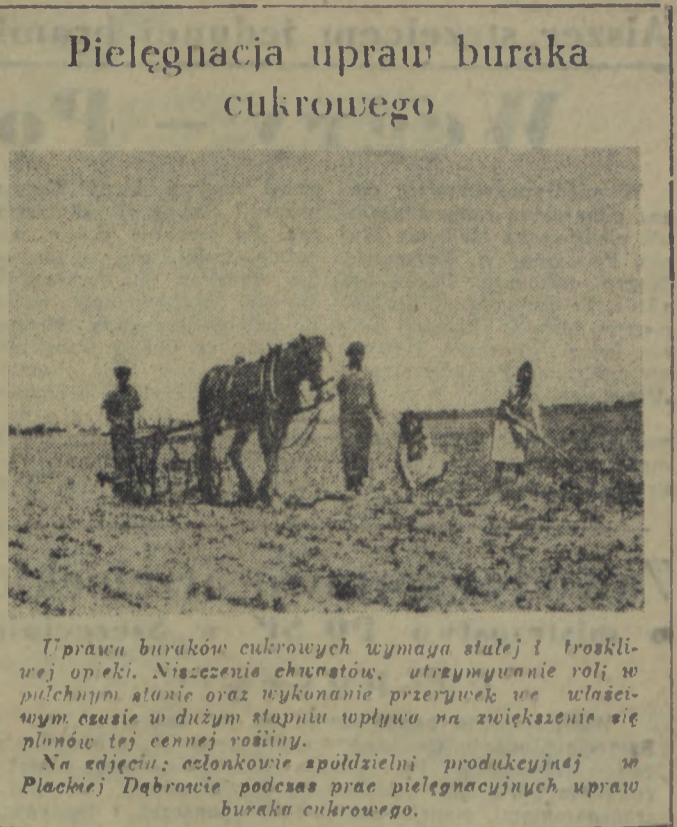 Pielęgnacja upraw buraka
cukrowego
Uprawa buraków cukrowych wymaga stałej i troskli-
wej opieki. Niszczenie chwastów, utrzymywanie roli w
pulchnym stanie oraz wykonanie przerywek we właści-
wym czasie w dużym stopniu wpływa na zwiększenie się
plonów tej cennej rośliny.
Na zdjęciu: członkowie spółdzielni produkcyjnej w
Płackiej Dąbrowie podczas prac pielęgnacyjnych upraw
buraka cukrowego.